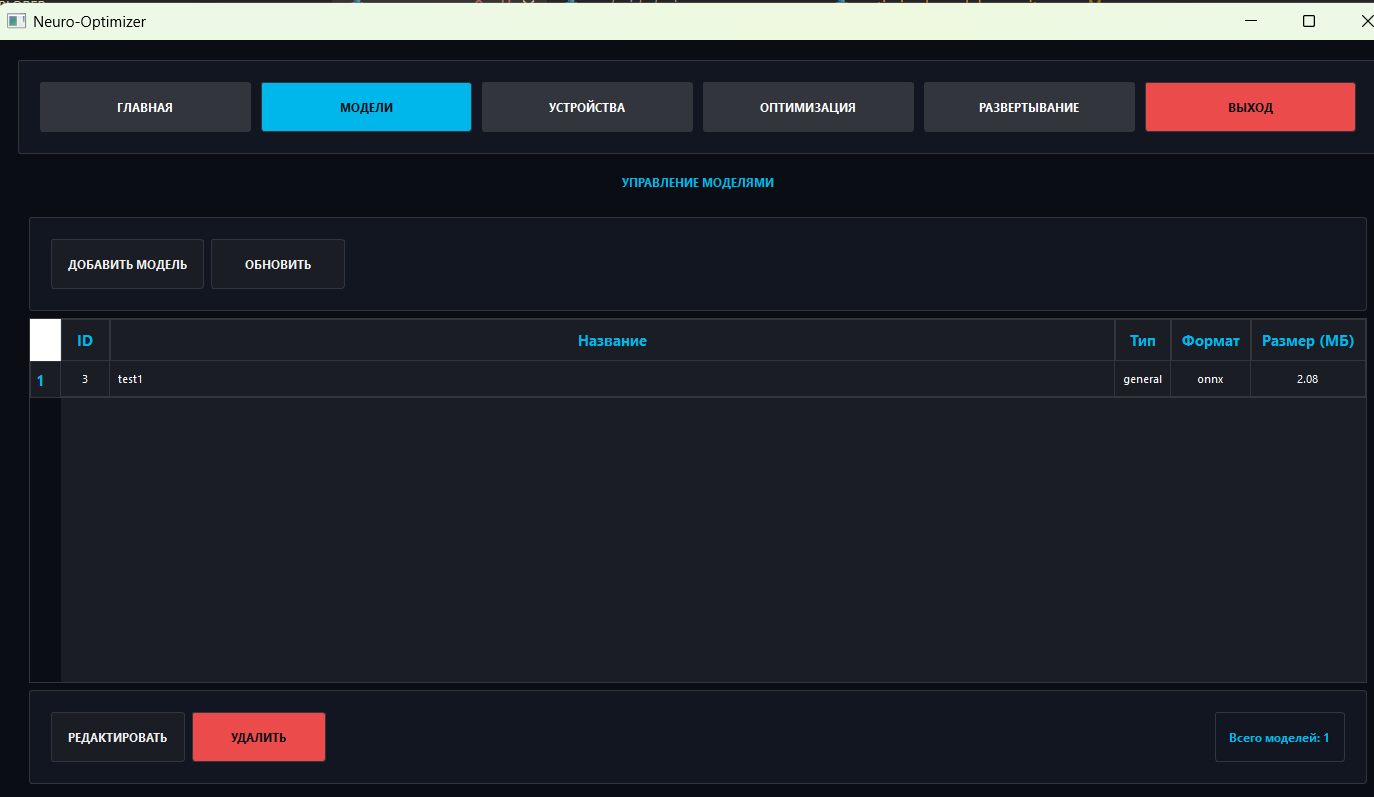 Neuro-Optimizer
ГЛАВНАЯ МОДЕЛИ УСТРОЙСТВА ОПТИМИЗАЦИЯ РАЗВЕРТЫВАНИЕ ВЫХОД
УПРАВЛЕНИЕ МОДЕЛЯМИ
ДОБАВИТЬ МОДЕЛЬ ОБНОВИТЬ
ID Название Тип Формат Размер (МБ)
1 3 test1 general onnx 2.08
РЕДАКТИРОВАТЬ УДАЛИТЬ Всего моделей: 1